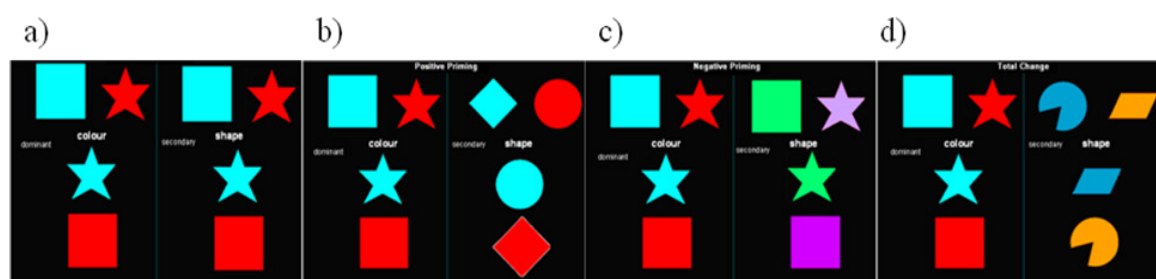 a)
b)
c)
d)
Positive Priming
Negative Priming
Total Change
colour
shape
dominant
secondary
colour
shape
dominant
secondary
colour
shape
dominant
secondary
colour
shape
dominant
secondary